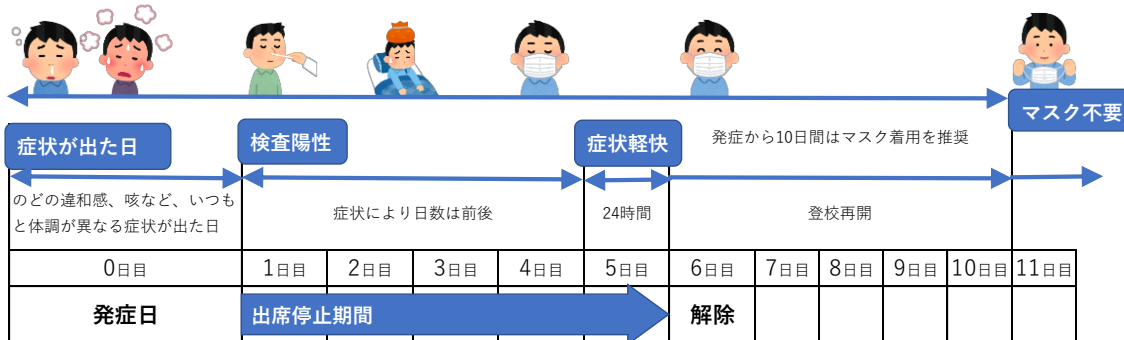 マスク不要
症状が出た日
検査陽性
症状軽快
発症から10日間はマスク着用を推奨
のどの違和感、咳など、いつも
と体調が異なる症状が出た日
症状により日数は前後
24時間
登校再開
0日目
1日目
2日目
3日目
4日目
5日目
6日目
7日目
8日目
9日目
10日目
11日目
発症日
出席停止期間
解除